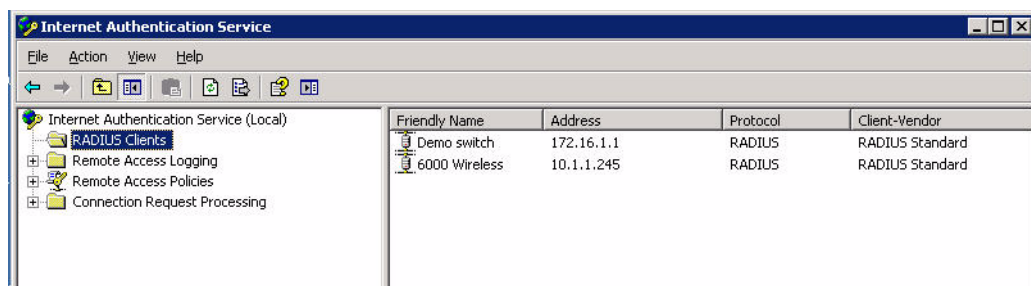 Internet Authentication Service
File Action View Help
Internet Authentication Service (Local)
RADIUS Clients
Remote Access Logging
Remote Access Policies
Connection Request Processing
Friendly Name Address Protocol Client-Vendor
Demo switch 172.16.1.1 RADIUS RADIUS Standard
6000 Wireless 10.1.1.245 RADIUS RADIUS Standard